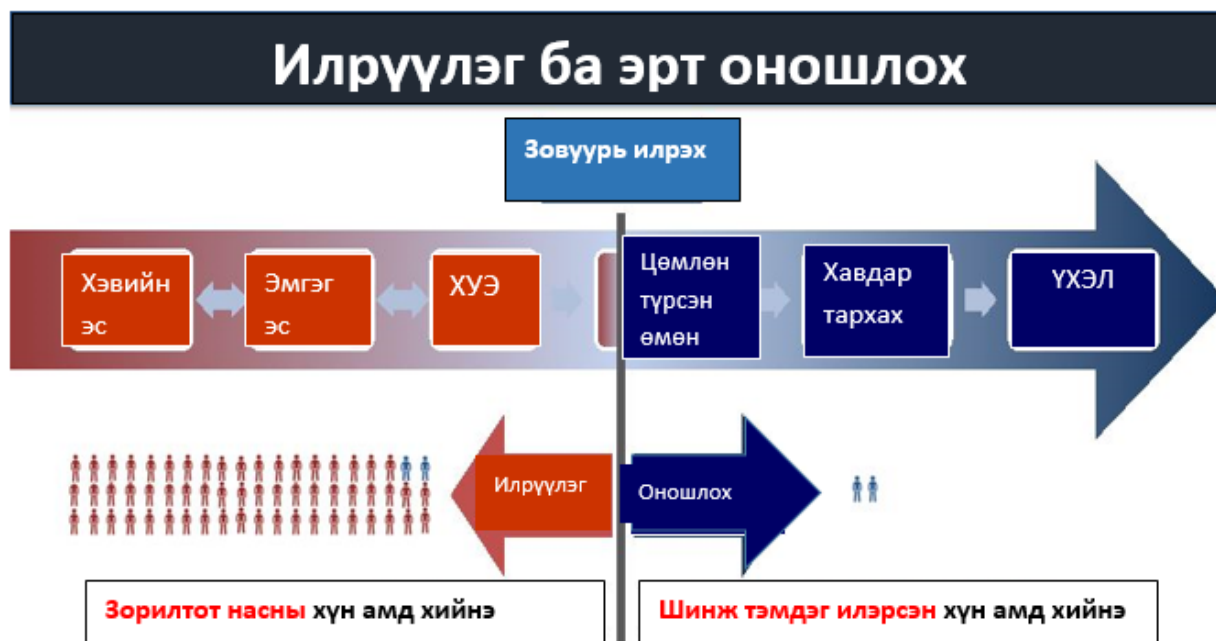 Илрүүлэг ба эрт оношлох
Зовуурь илрэх
Хэвийн
эс
Эмгэг
эс
ХУЭ
Цөмлөн
түрсэн
өмөн
Хавдар
тархах
ҮХЭЛ
Илрүүлэг
Оношлох
Зорилтот насны хүн амд хийнэ
Шинж тэмдэг илэрсэн хүн амд хийнэ